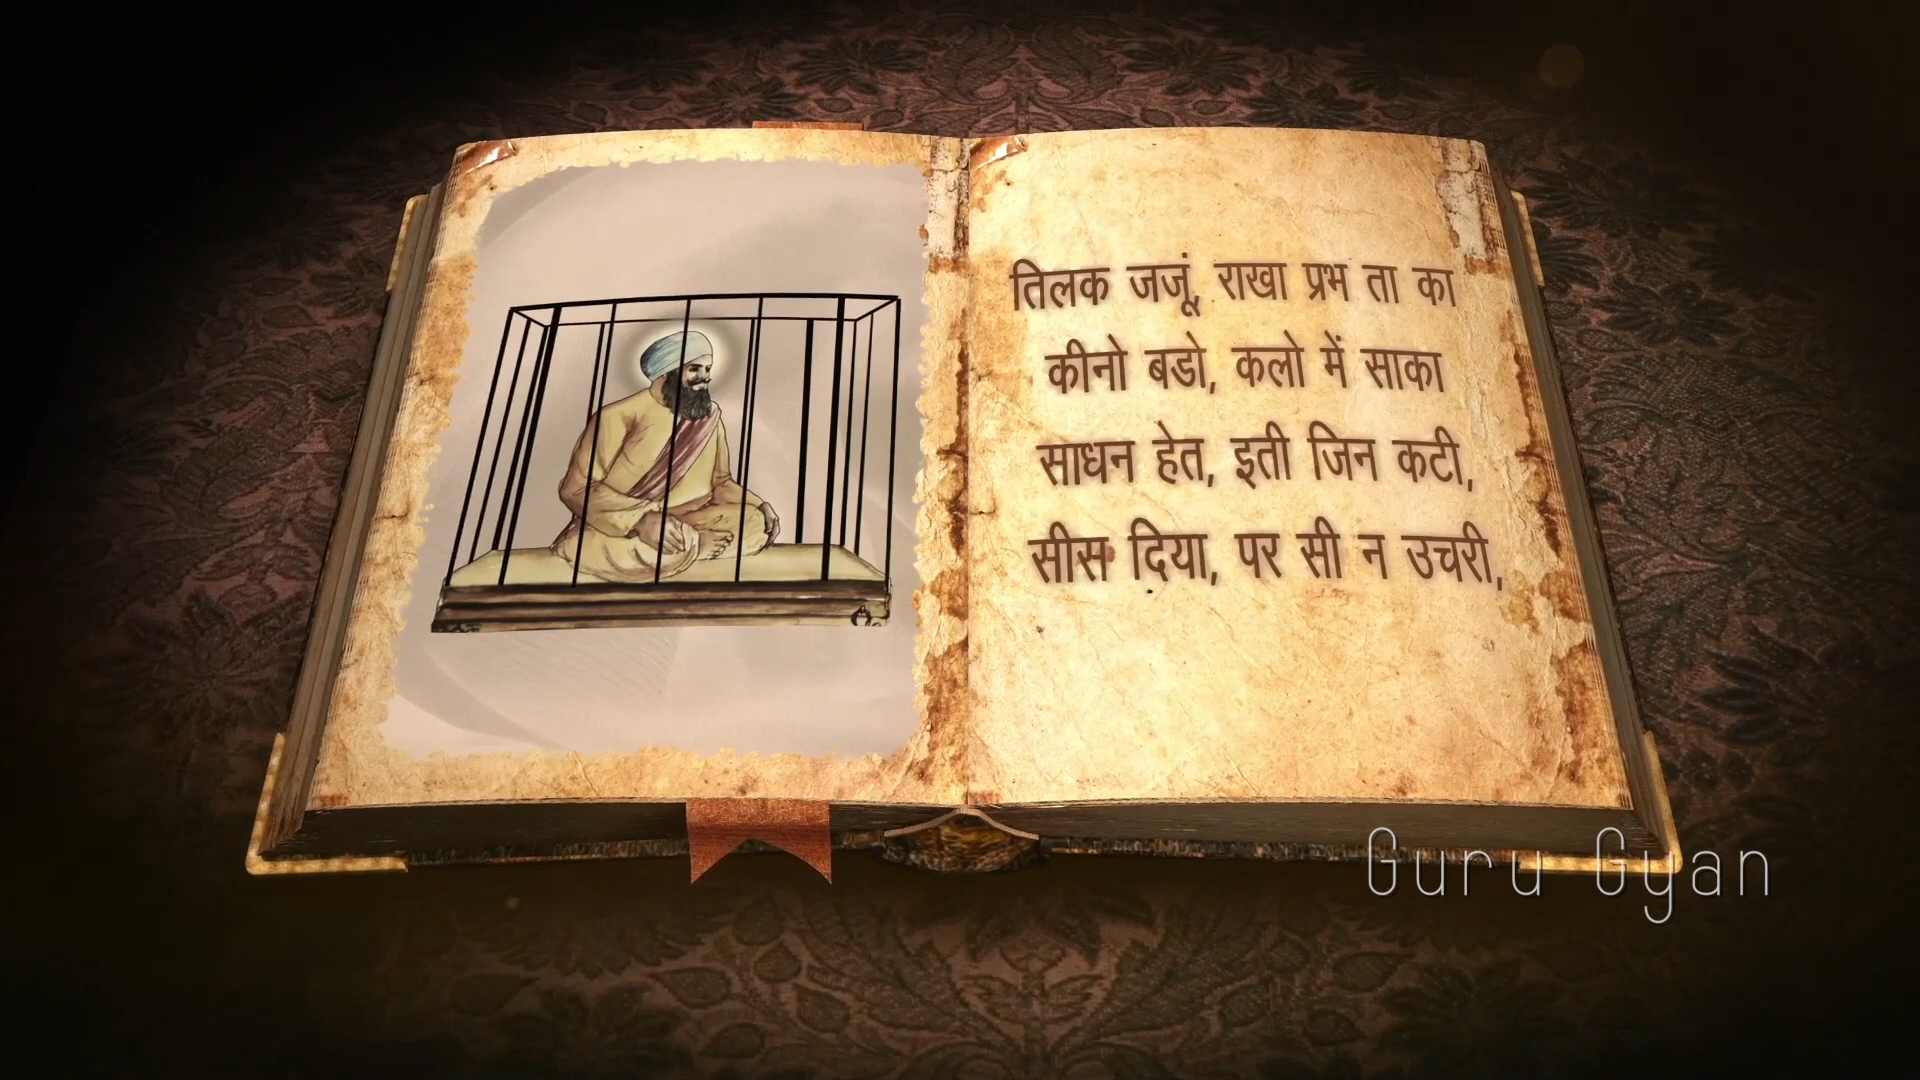 तिलक जजूं, राखा प्रभ ता का
कीनो बडो, कलो में साका
साधन हेत, इती जिन कटी,
सीस दिया, पर सी न उचरी,
Guru Gyan